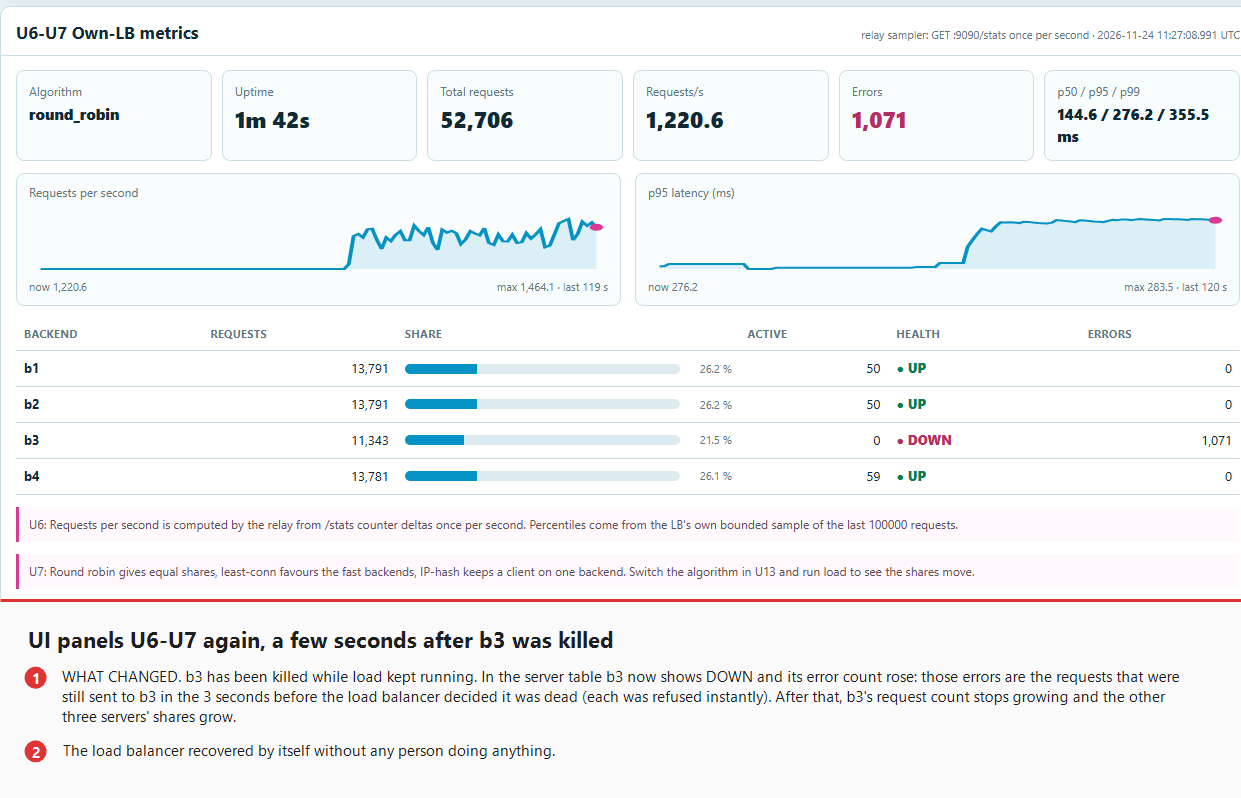 U6-U7 Own-LB metrics
relay sampler: GET :9090/stats once per second · 2026-11-24 11:27:08.991 UTC
Algorithm
round_robin
Uptime
1m 42s
Total requests
52,706
Requests/s
1,220.6
Errors
1,071
p50 / p95 / p99
144.6 / 276.2 / 355.5
ms
Requests per second
now 1,220.6
max 1,464.1 · last 119 s
p95 latency (ms)
now 276.2
max 283.5 · last 120 s
BACKEND REQUESTS SHARE ACTIVE HEALTH ERRORS
b1 13,791 26.2 % 50 ● UP 0
b2 13,791 26.2 % 50 ● UP 0
b3 11,343 21.5 % 0 ● DOWN 1,071
b4 13,781 26.1 % 59 ● UP 0
U6: Requests per second is computed by the relay from /stats counter deltas once per second. Percentiles come from the LB's own bounded sample of the last 100000 requests.
U7: Round robin gives equal shares, least-conn favours the fast backends, IP-hash keeps a client on one backend. Switch the algorithm in U13 and run load to see the shares move.
UI panels U6-U7 again, a few seconds after b3 was killed
1 WHAT CHANGED. b3 has been killed while load kept running. In the server table b3 now shows DOWN and its error count rose: those errors are the requests that were
still sent to b3 in the 3 seconds before the load balancer decided it was dead (each was refused instantly). After that, b3's request count stops growing and the other
three servers' shares grow.
2 The load balancer recovered by itself without any person doing anything.